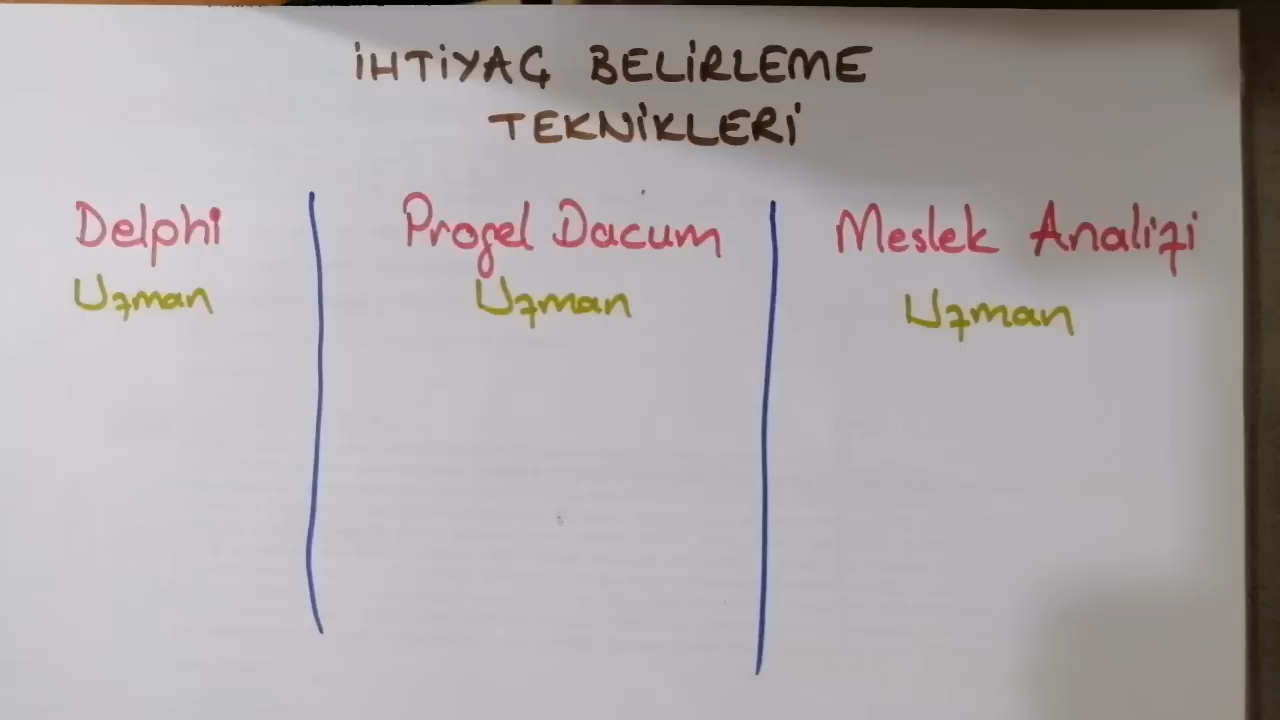 İHTİYAÇ BELİRLEME
TEKNİKLERİ
Delphi
Uzman
Progel Dacum
Uzman
Meslek Analizi
Uzman